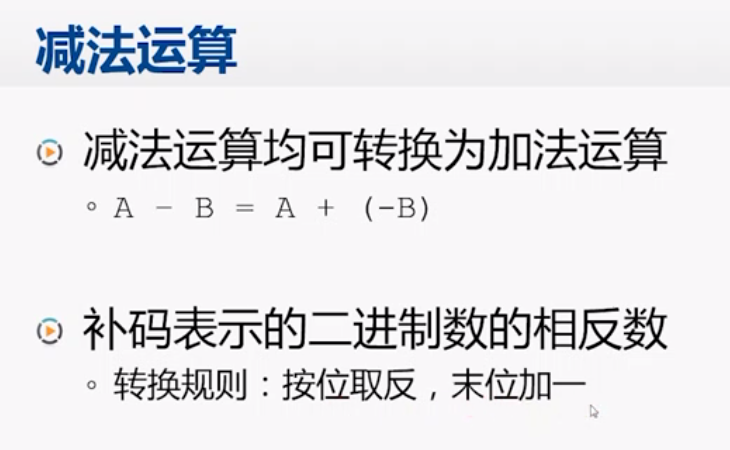 减法运算
减法运算均可转换为加法运算
A - B = A + (-B)
补码表示的二进制数的相反数
转换规则：按位取反，末位加一